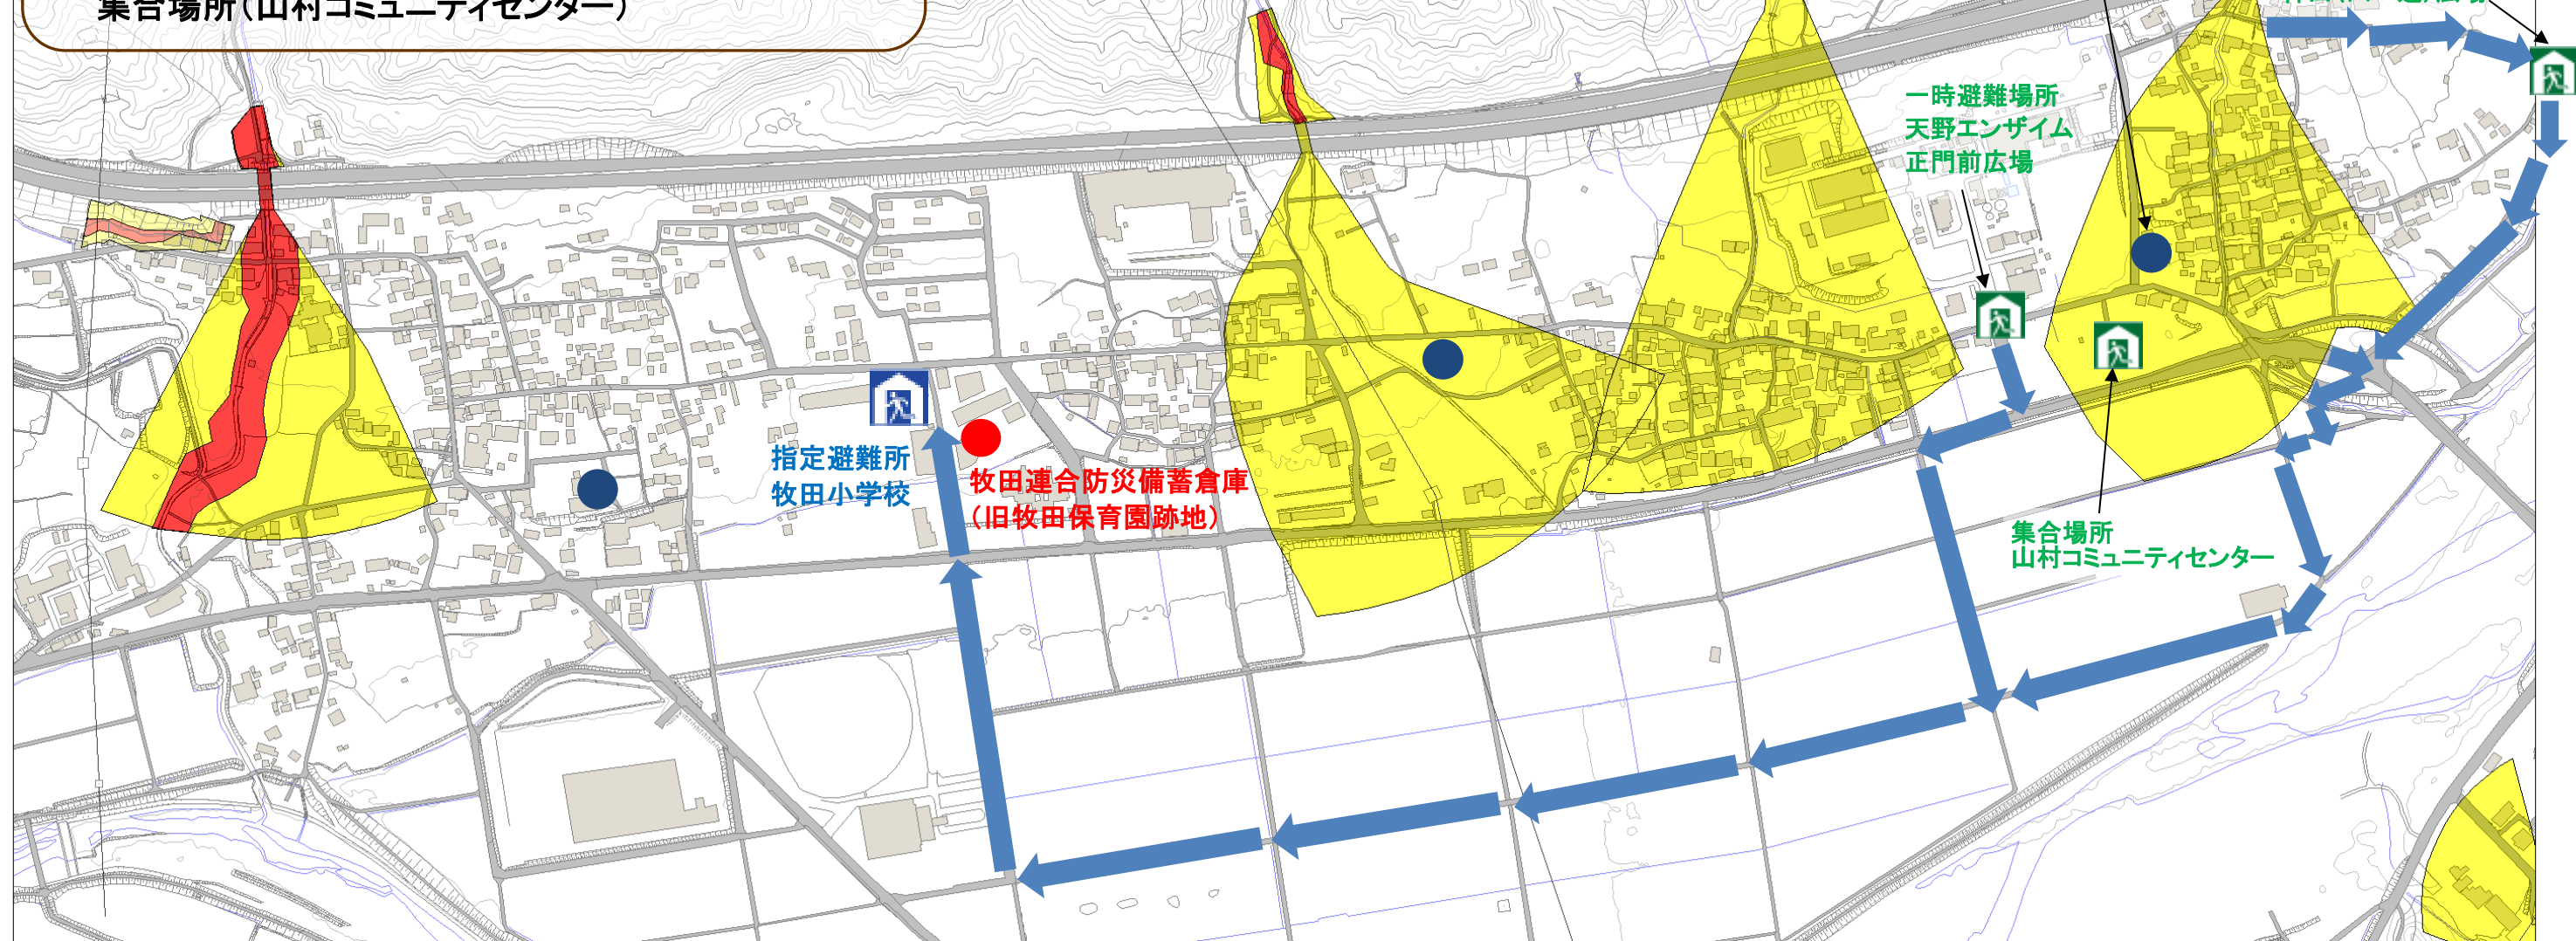 集合場所（山村コミュニティセンター）
一時避難場所
天野エンザイム
正門前広場
指定避難所
牧田小学校
牧田連合防災備蓄倉庫
（旧牧田保育園跡地）
集合場所
山村コミュニティセンター